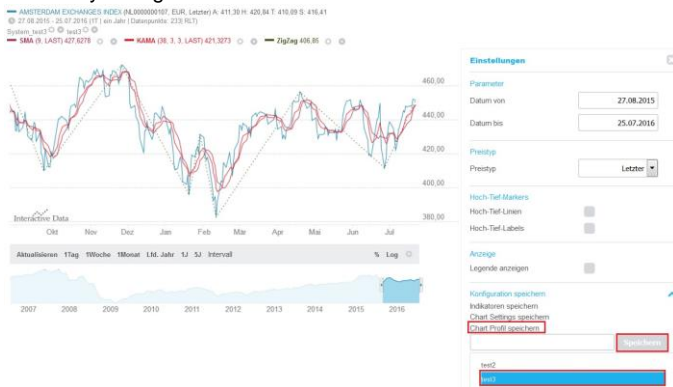 AMSTERDAM EXCHANGES INDEX (NL0000000107, EUR, Letzter) A: 411,30 H: 420,84 T: 410,09 S: 416,41
27.08.2015 - 25.07.2016 (1T | ein Jahr | Datenpunkte: 233| RLT)
System_test3 test3
SMA (9, LAST) 427,6278 KAMA (38, 3, 3, LAST) 421,3273 ZigZag 406,85
460,00
440,00
420,00
400,00
380,00
Interactive Data
Okt Nov Dez Jan Feb Mär Apr Mai Jun Jul
Aktualisieren 1Tag 1Woche 1Monat Lfd. Jahr 1J 5J Intervall % Log
2007 2008 2009 2010 2011 2012 2013 2014 2015 2016
Einstellungen
Parameter
Datum von 27.08.2015
Datum bis 25.07.2016
Preistyp
Preistyp Letzter
Hoch-Tief-Markers
Hoch-Tief-Linien
Hoch-Tief-Labels
Anzeige
Legende anzeigen
Konfiguration speichern
Indikatoren speichern
Chart Settings speichern
Chart Profil speichern
Speichern
test2
test3